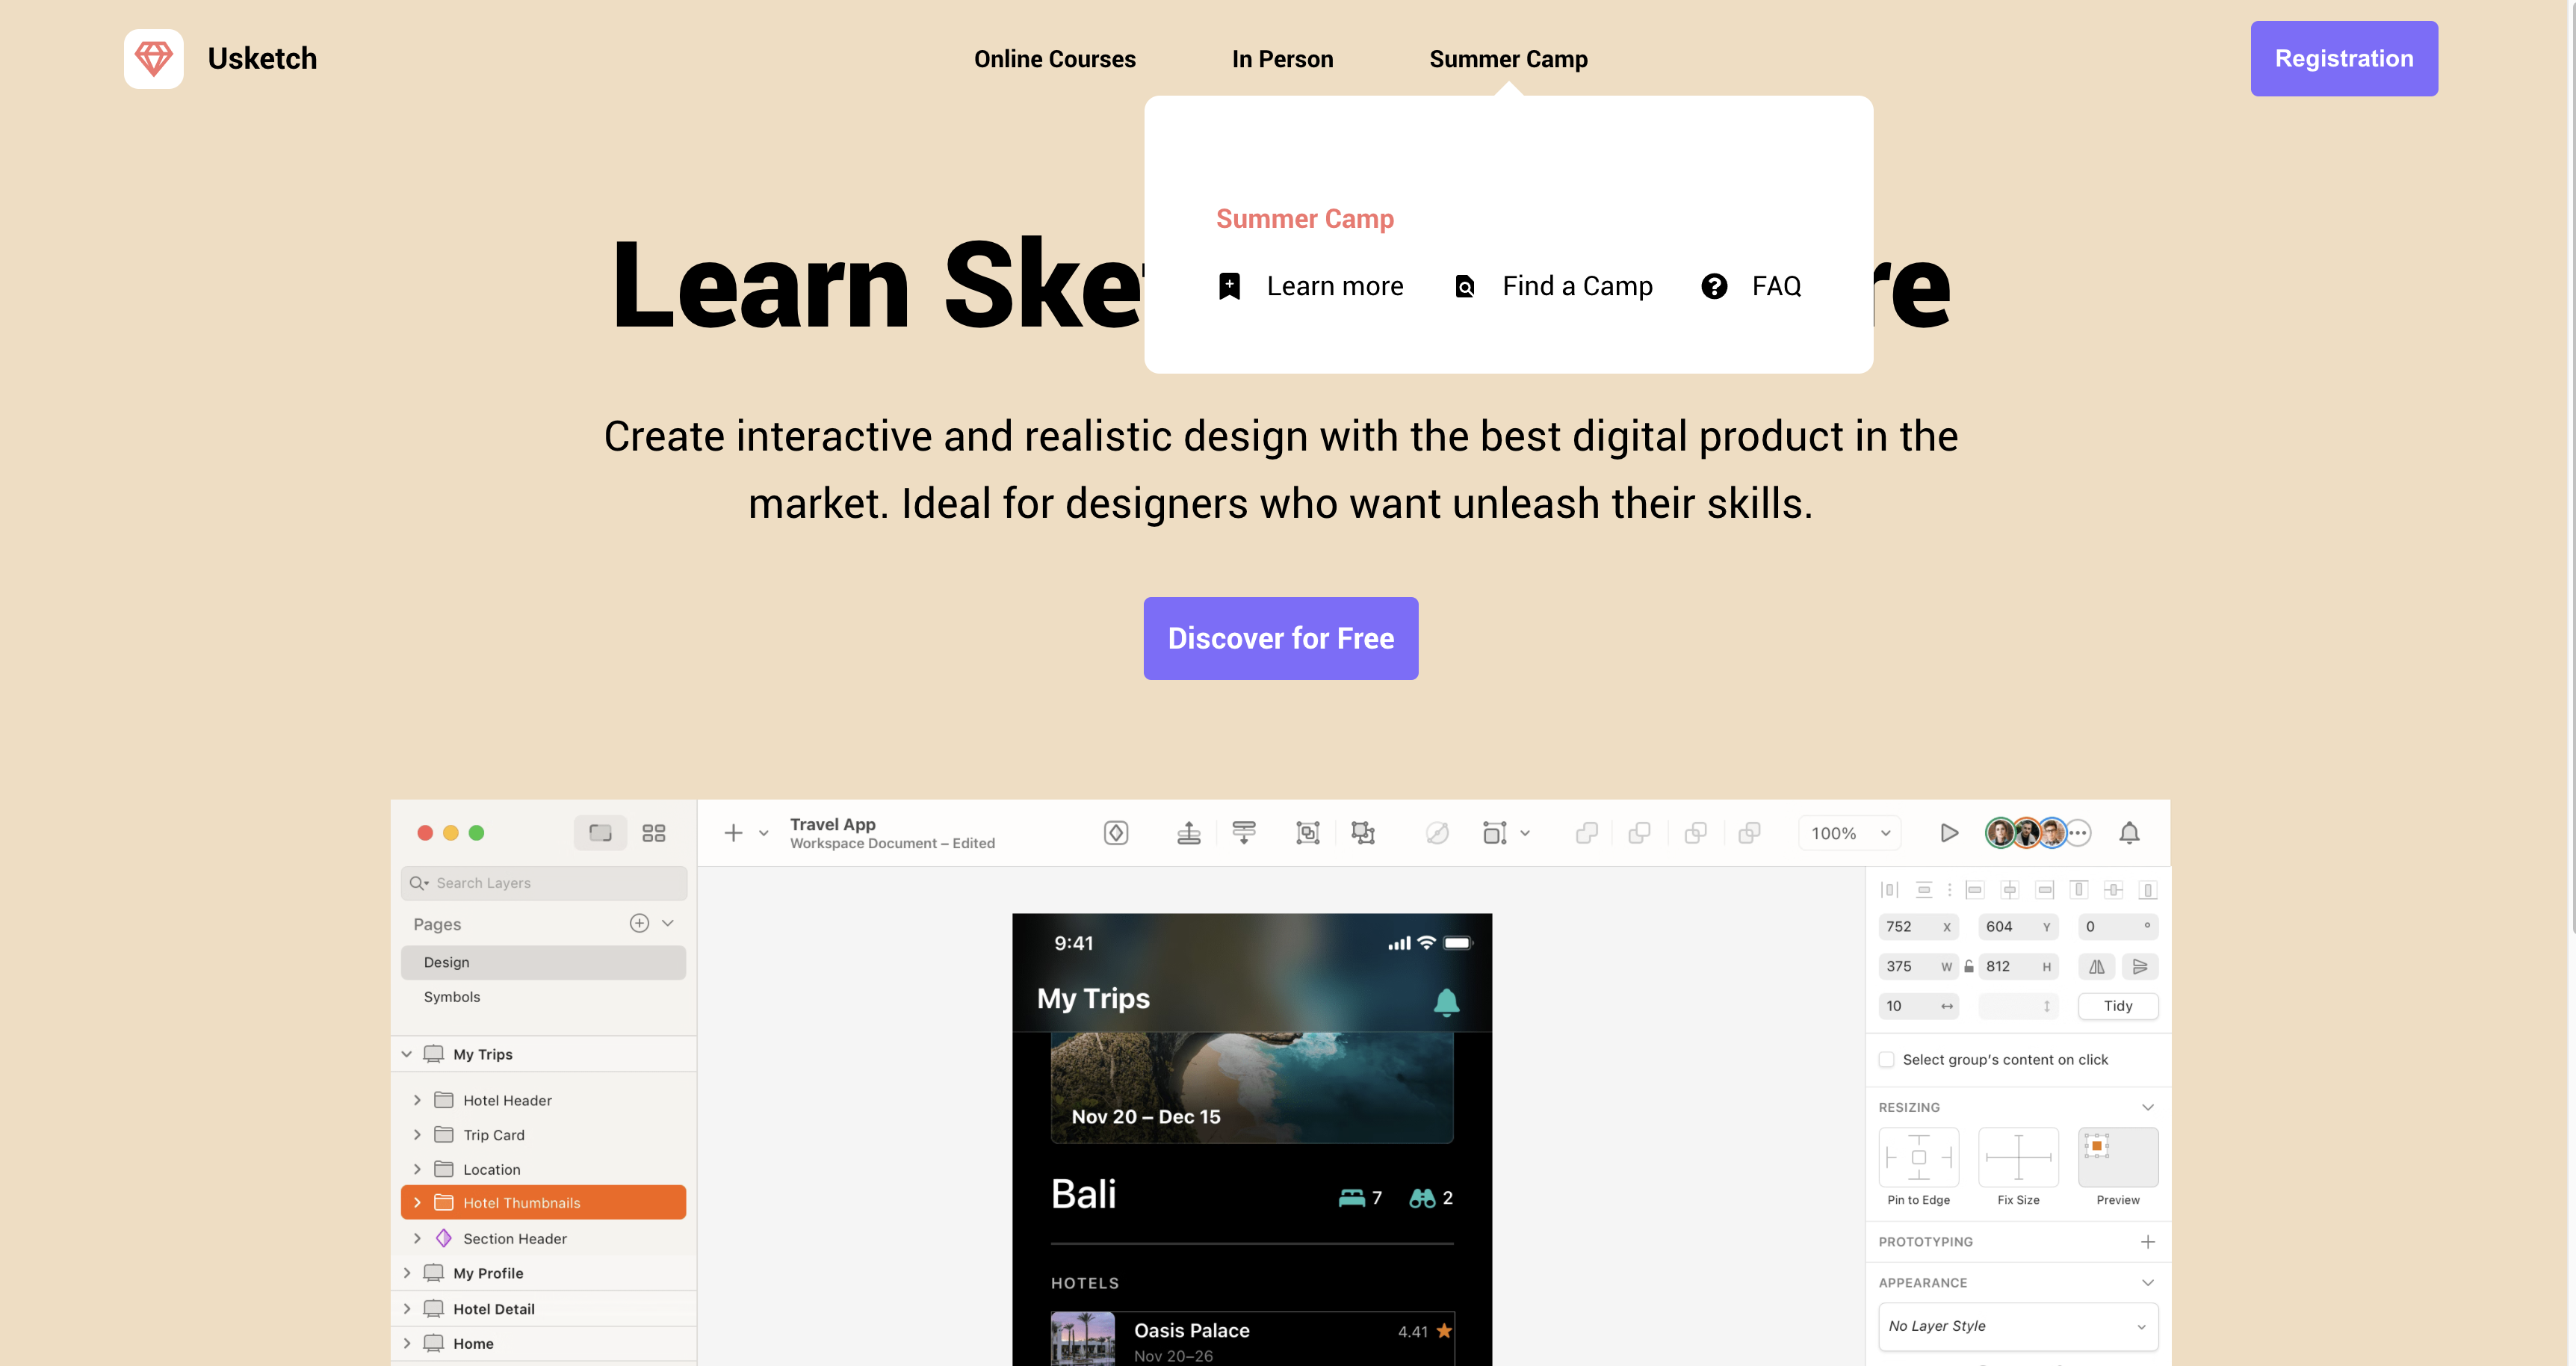 Usketch
Online Courses
In Person
Summer Camp
Registration
Summer Camp
Learn more
Find a Camp
FAQ
Learn Ske re
Create interactive and realistic design with the best digital product in the
market. Ideal for designers who want unleash their skills.
Discover for Free
Travel App
Workspace Document – Edited
100%
Search Layers
Pages
Design
Symbols
My Trips
Hotel Header
Trip Card
Location
Hotel Thumbnails
Section Header
My Profile
Hotel Detail
Home
9:41
My Trips
Nov 20 – Dec 15
Bali
7
2
HOTELS
Oasis Palace
4.41
Nov 20–26
752 X
604 Y
0 °
375 W
812 H
10
Tidy
Select group's content on click
RESIZING
Pin to Edge
Fix Size
Preview
PROTOTYPING
APPEARANCE
No Layer Style